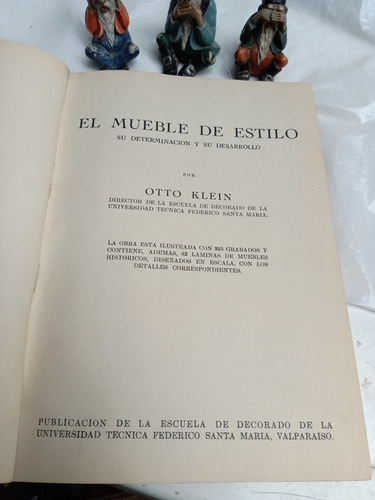 EL MUEBLE DE ESTILO
SU DETERMINACION Y SU DESARROLLO
POR
OTTO KLEIN
DIRECTOR DE LA ESCUELA DE DECORADO DE LA
UNIVERSIDAD TECNICA FEDERICO SANTA MARIA.
LA OBRA ESTA ILUSTRADA CON 395 GRABADOS Y
CONTIENE, ADEMAS, 82 LAMINAS DE MUEBLES
HISTORICOS, DISEÑADOS EN ESCALA, CON LOS
DETALLES CORRESPONDIENTES.
PUBLICACION DE LA ESCUELA DE DECORADO DE LA
UNIVERSIDAD TECNICA FEDERICO SANTA MARIA, VALPARAISO.